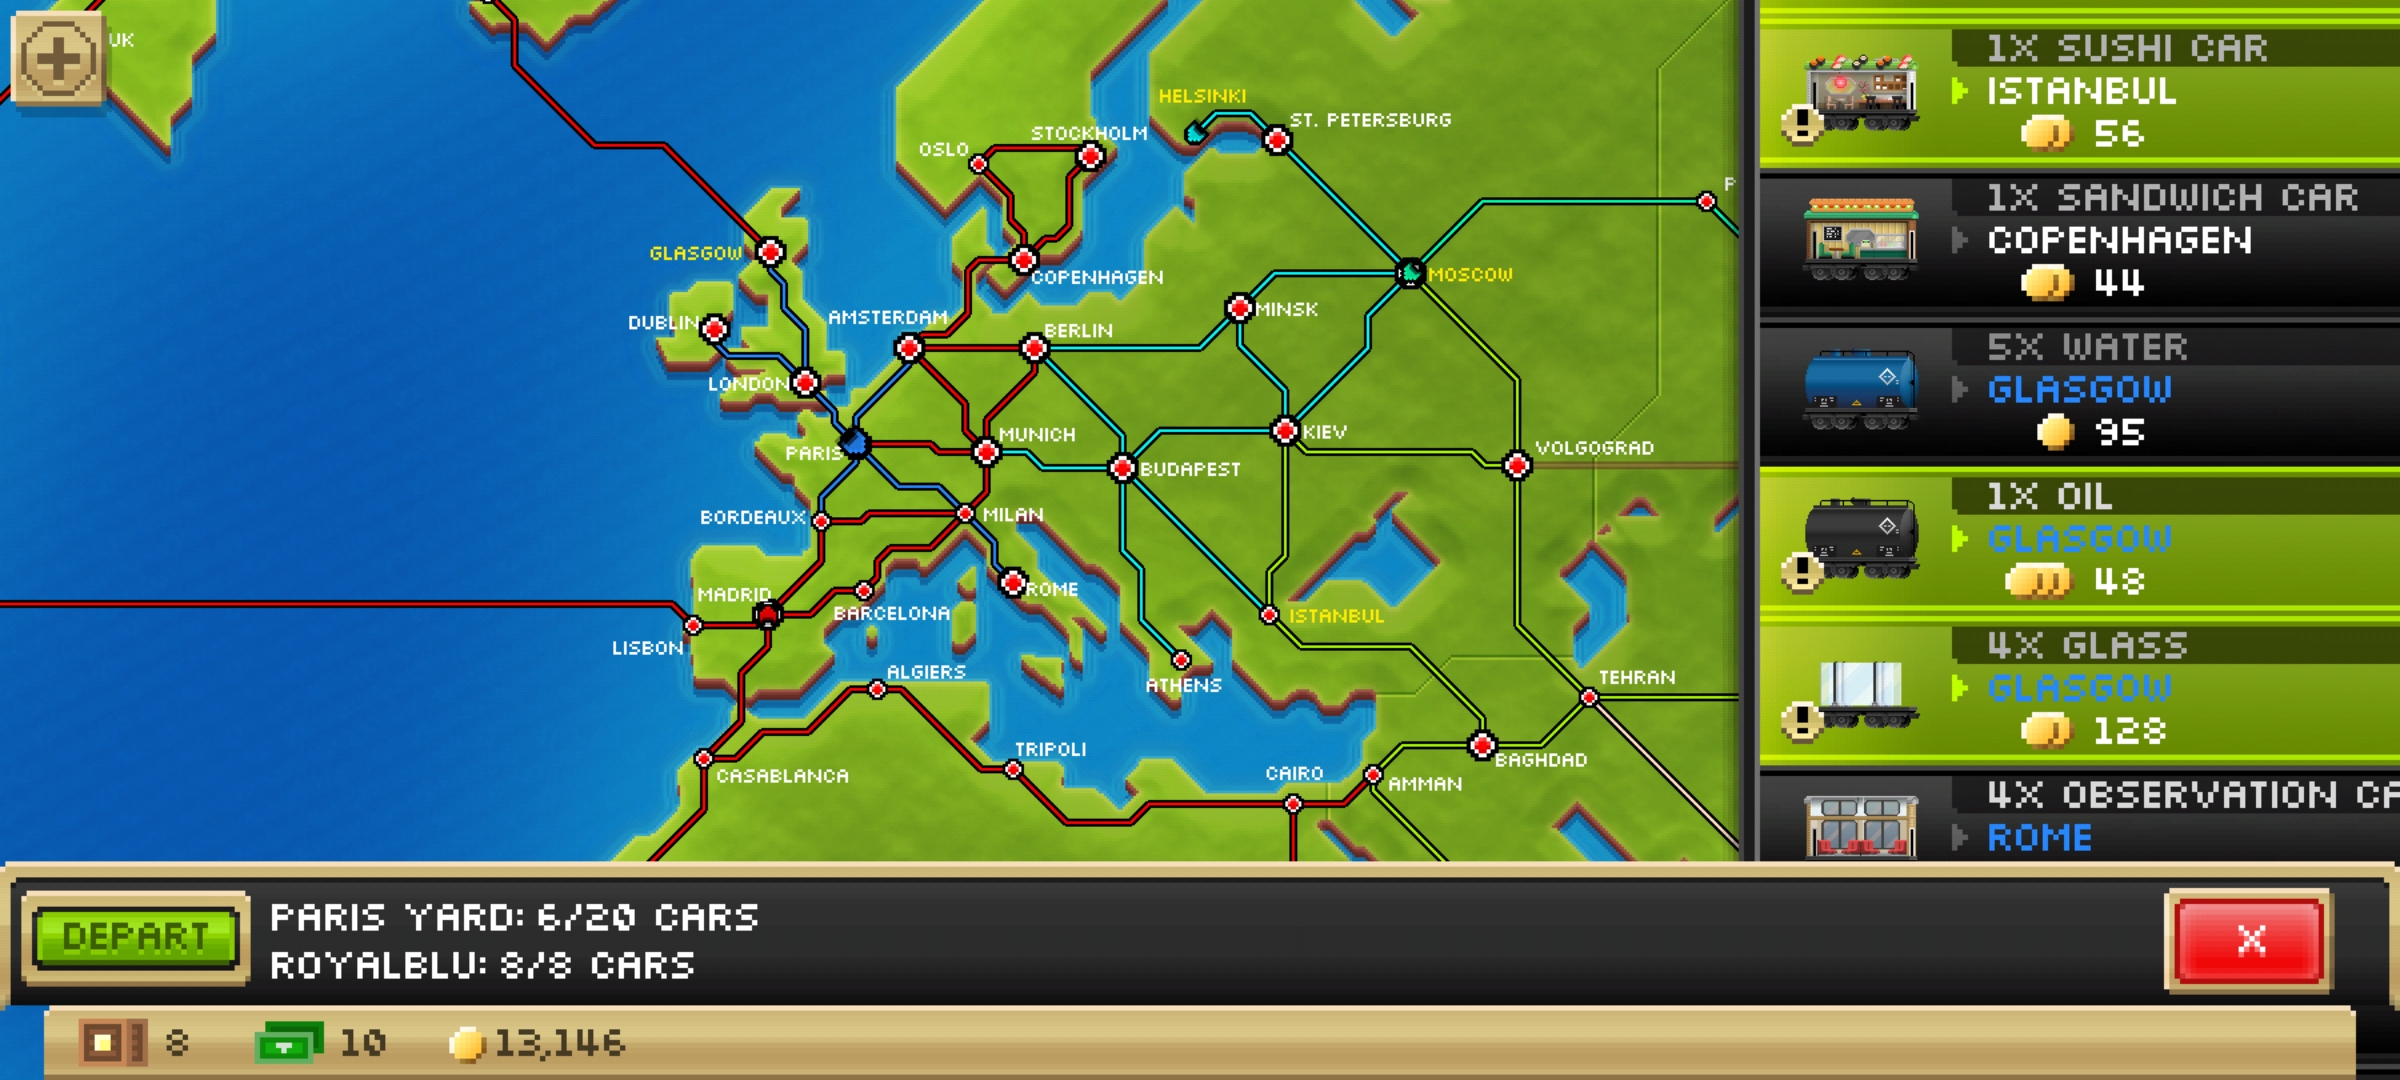 UK
HELSINKI
ST. PETERSBURG
STOCKHOLM
OSLO
P
GLASGOW
COPENHAGEN
MOSCOW
MINSK
DUBLIN
AMSTERDAM
BERLIN
LONDON
MUNICH
KIEV
PARIS
BUDAPEST
VOLGOGRAD
BORDEAUX
MILAN
MADRID
ROME
BARCELONA
ISTANBUL
LISBON
ALGIERS
ATHENS
TEHRAN
TRIPOLI
CASABLANCA
CAIRO
AMMAN
BAGHDAD
1X SUSHI CAR
ISTANBUL
56
1X SANDWICH CAR
COPENHAGEN
44
5X WATER
GLASGOW
95
1X OIL
GLASGOW
48
4X GLASS
GLASGOW
128
4X OBSERVATION CA
ROME
DEPART
PARIS YARD: 6/20 CARS
ROYALBLU: 8/8 CARS
X
8
10
13,146